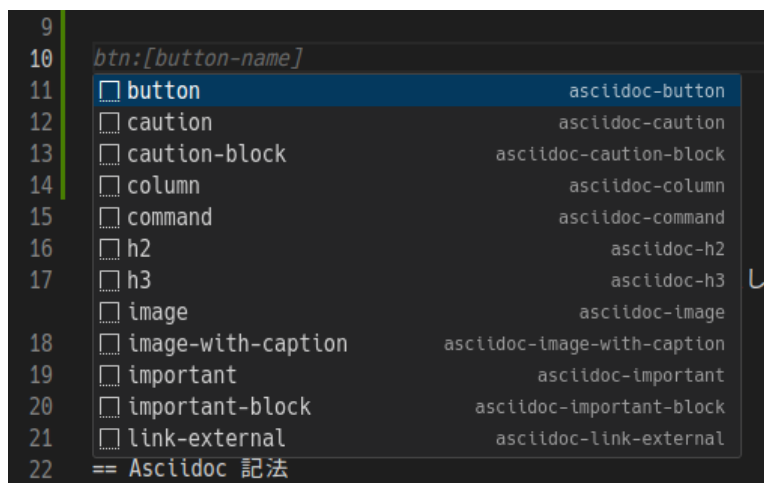 9
10 btn:[button-name]
11 button asciidoc-button
12 caution asciidoc-caution
13 caution-block asciidoc-caution-block
14 column asciidoc-column
15 command asciidoc-command
16 h2 asciidoc-h2
17 h3 asciidoc-h3 し
image asciidoc-image
18 image-with-caption asciidoc-image-with-caption
19 important asciidoc-important
20 important-block asciidoc-important-block
21 link-external asciidoc-link-external
22 == Asciidoc 記法